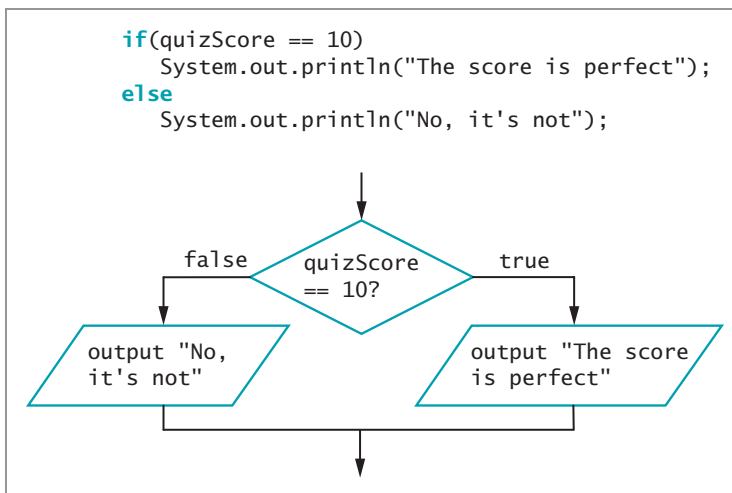 if(quizScore == 10)
System.out.println("The score is perfect");
else
System.out.println("No, it's not");
false
quizScore
== 10?
true
output "No,
it's not"
output "The score
is perfect"